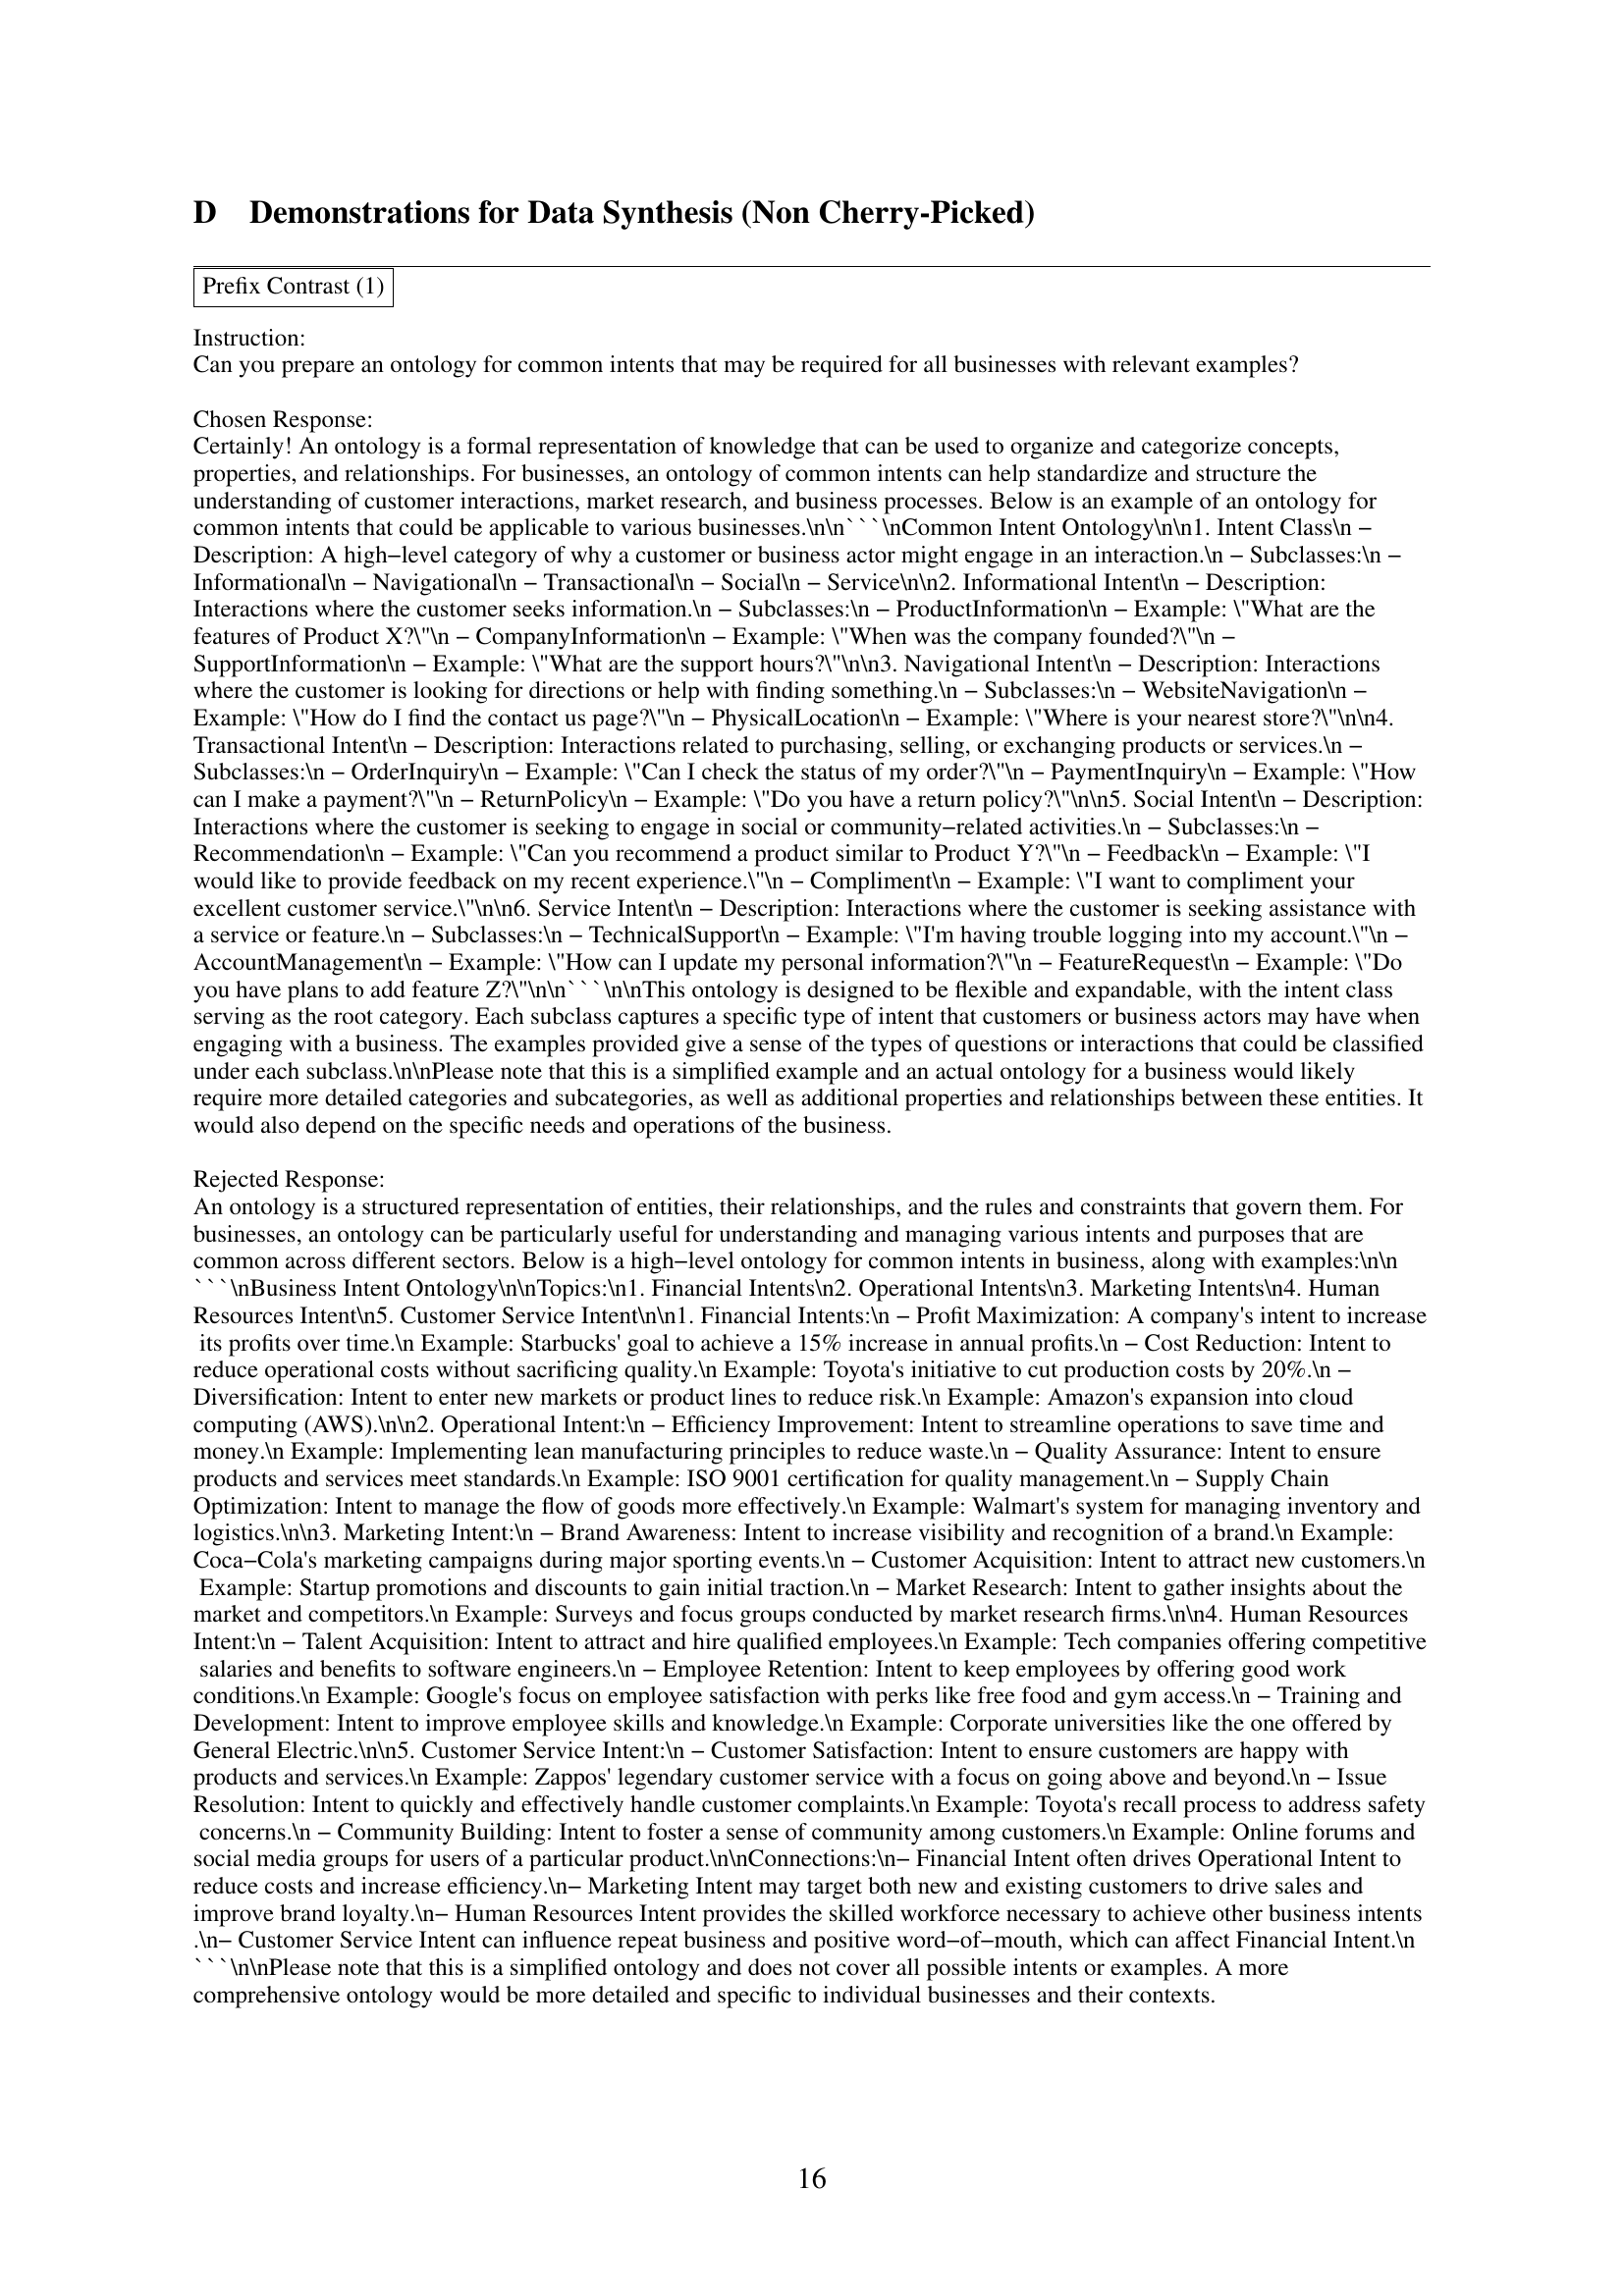 D Demonstrations for Data Synthesis (Non Cherry-Picked)
Prefix Contrast (1)
Instruction:
Can you prepare an ontology for common intents that may be required for all businesses with relevant examples?
Chosen Response:
Certainly! An ontology is a formal representation of knowledge that can be used to organize and categorize concepts,
properties, and relationships. For businesses, an ontology of common intents can help standardize and structure the
understanding of customer interactions, market research, and business processes. Below is an example of an ontology for
common intents that could be applicable to various businesses.\n\n```\nCommon Intent Ontology\n\n1. Intent Class\n −
Description: A high−level category of why a customer or business actor might engage in an interaction.\n − Subclasses:\n −
Informational\n − Navigational\n − Transactional\n − Social\n − Service\n\n2. Informational Intent\n − Description:
Interactions where the customer seeks information.\n − Subclasses:\n − ProductInformation\n − Example: \"What are the
features of Product X?\"\n − CompanyInformation\n − Example: \"When was the company founded?\"\n −
SupportInformation\n − Example: \"What are the support hours?\"\n\n3. Navigational Intent\n − Description: Interactions
where the customer is looking for directions or help with finding something.\n − Subclasses:\n − WebsiteNavigation\n −
Example: \"How do I find the contact us page?\"\n − PhysicalLocation\n − Example: \"Where is your nearest store?\"\n\n4.
Transactional Intent\n − Description: Interactions related to purchasing, selling, or exchanging products or services.\n −
Subclasses:\n − OrderInquiry\n − Example: \"Can I check the status of my order?\"\n − PaymentInquiry\n − Example: \"How
can I make a payment?\"\n − ReturnPolicy\n − Example: \"Do you have a return policy?\"\n\n5. Social Intent\n − Description:
Interactions where the customer is seeking to engage in social or community−related activities.\n − Subclasses:\n −
Recommendation\n − Example: \"Can you recommend a product similar to Product Y?\"\n − Feedback\n − Example: \"I
would like to provide feedback on my recent experience.\"\n − Compliment\n − Example: \"I want to compliment your
excellent customer service.\"\n\n6. Service Intent\n − Description: Interactions where the customer is seeking assistance with
a service or feature.\n − Subclasses:\n − TechnicalSupport\n − Example: \"I'm having trouble logging into my account.\"\n −
AccountManagement\n − Example: \"How can I update my personal information?\"\n − FeatureRequest\n − Example: \"Do
you have plans to add feature Z?\"\n\n```\n\nThis ontology is designed to be flexible and expandable, with the intent class
serving as the root category. Each subclass captures a specific type of intent that customers or business actors may have when
engaging with a business. The examples provided give a sense of the types of questions or interactions that could be classified
under each subclass.\n\nPlease note that this is a simplified example and an actual ontology for a business would likely
require more detailed categories and subcategories, as well as additional properties and relationships between these entities. It
would also depend on the specific needs and operations of the business.
Rejected Response:
An ontology is a structured representation of entities, their relationships, and the rules and constraints that govern them. For
businesses, an ontology can be particularly useful for understanding and managing various intents and purposes that are
common across different sectors. Below is a high−level ontology for common intents in business, along with examples:\n\n
```\nBusiness Intent Ontology\n\nTopics:\n1. Financial Intents\n2. Operational Intents\n3. Marketing Intents\n4. Human
Resources Intent\n5. Customer Service Intent\n\n1. Financial Intents:\n − Profit Maximization: A company's intent to increase
its profits over time.\n Example: Starbucks' goal to achieve a 15% increase in annual profits.\n − Cost Reduction: Intent to
reduce operational costs without sacrificing quality.\n Example: Toyota's initiative to cut production costs by 20%.\n −
Diversification: Intent to enter new markets or product lines to reduce risk.\n Example: Amazon's expansion into cloud
computing (AWS).\n\n2. Operational Intent:\n − Efficiency Improvement: Intent to streamline operations to save time and
money.\n Example: Implementing lean manufacturing principles to reduce waste.\n − Quality Assurance: Intent to ensure
products and services meet standards.\n Example: ISO 9001 certification for quality management.\n − Supply Chain
Optimization: Intent to manage the flow of goods more effectively.\n Example: Walmart's system for managing inventory and
logistics.\n\n3. Marketing Intent:\n − Brand Awareness: Intent to increase visibility and recognition of a brand.\n Example:
Coca−Cola's marketing campaigns during major sporting events.\n − Customer Acquisition: Intent to attract new customers.\n
Example: Startup promotions and discounts to gain initial traction.\n − Market Research: Intent to gather insights about the
market and competitors.\n Example: Surveys and focus groups conducted by market research firms.\n\n4. Human Resources
Intent:\n − Talent Acquisition: Intent to attract and hire qualified employees.\n Example: Tech companies offering competitive
salaries and benefits to software engineers.\n − Employee Retention: Intent to keep employees by offering good work
conditions.\n Example: Google's focus on employee satisfaction with perks like free food and gym access.\n − Training and
Development: Intent to improve employee skills and knowledge.\n Example: Corporate universities like the one offered by
General Electric.\n\n5. Customer Service Intent:\n − Customer Satisfaction: Intent to ensure customers are happy with
products and services.\n Example: Zappos' legendary customer service with a focus on going above and beyond.\n − Issue
Resolution: Intent to quickly and effectively handle customer complaints.\n Example: Toyota's recall process to address safety
concerns.\n − Community Building: Intent to foster a sense of community among customers.\n Example: Online forums and
social media groups for users of a particular product.\n\nConnections:\n− Financial Intent often drives Operational Intent to
reduce costs and increase efficiency.\n− Marketing Intent may target both new and existing customers to drive sales and
improve brand loyalty.\n− Human Resources Intent provides the skilled workforce necessary to achieve other business intents
.\n− Customer Service Intent can influence repeat business and positive word−of−mouth, which can affect Financial Intent.\n
```\n\nPlease note that this is a simplified ontology and does not cover all possible intents or examples. A more
comprehensive ontology would be more detailed and specific to individual businesses and their contexts.
16